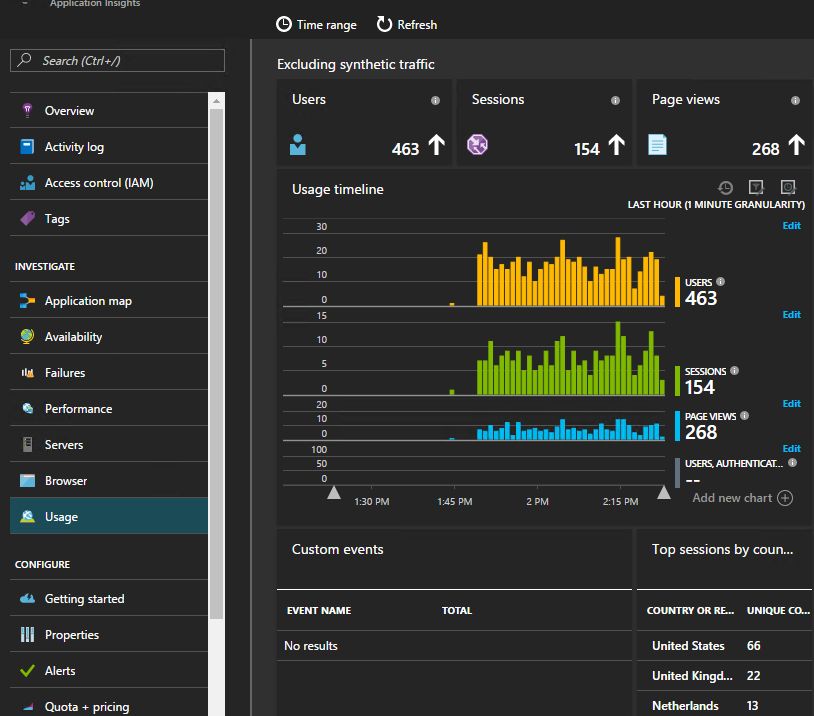 Application Insights
Time range Refresh
Search (Ctrl+/)
Overview
Activity log
Access control (IAM)
Tags
INVESTIGATE
Application map
Availability
Failures
Performance
Servers
Browser
Usage
CONFIGURE
Getting started
Properties
Alerts
Quota + pricing
Excluding synthetic traffic
Users
463
Sessions
154
Page views
268
Usage timeline
LAST HOUR (1 MINUTE GRANULARITY)
Edit
30
20
10
0
USERS
463
Edit
15
10
5
0
SESSIONS
154
Edit
20
10
0
PAGE VIEWS
268
Edit
100
50
0
USERS, AUTHENTICAT...
--
1:30 PM 1:45 PM 2 PM 2:15 PM
Add new chart
Custom events
EVENT NAME TOTAL
No results
Top sessions by coun...
COUNTRY OR RE... UNIQUE CO...
United States 66
United Kingd... 22
Netherlands 13